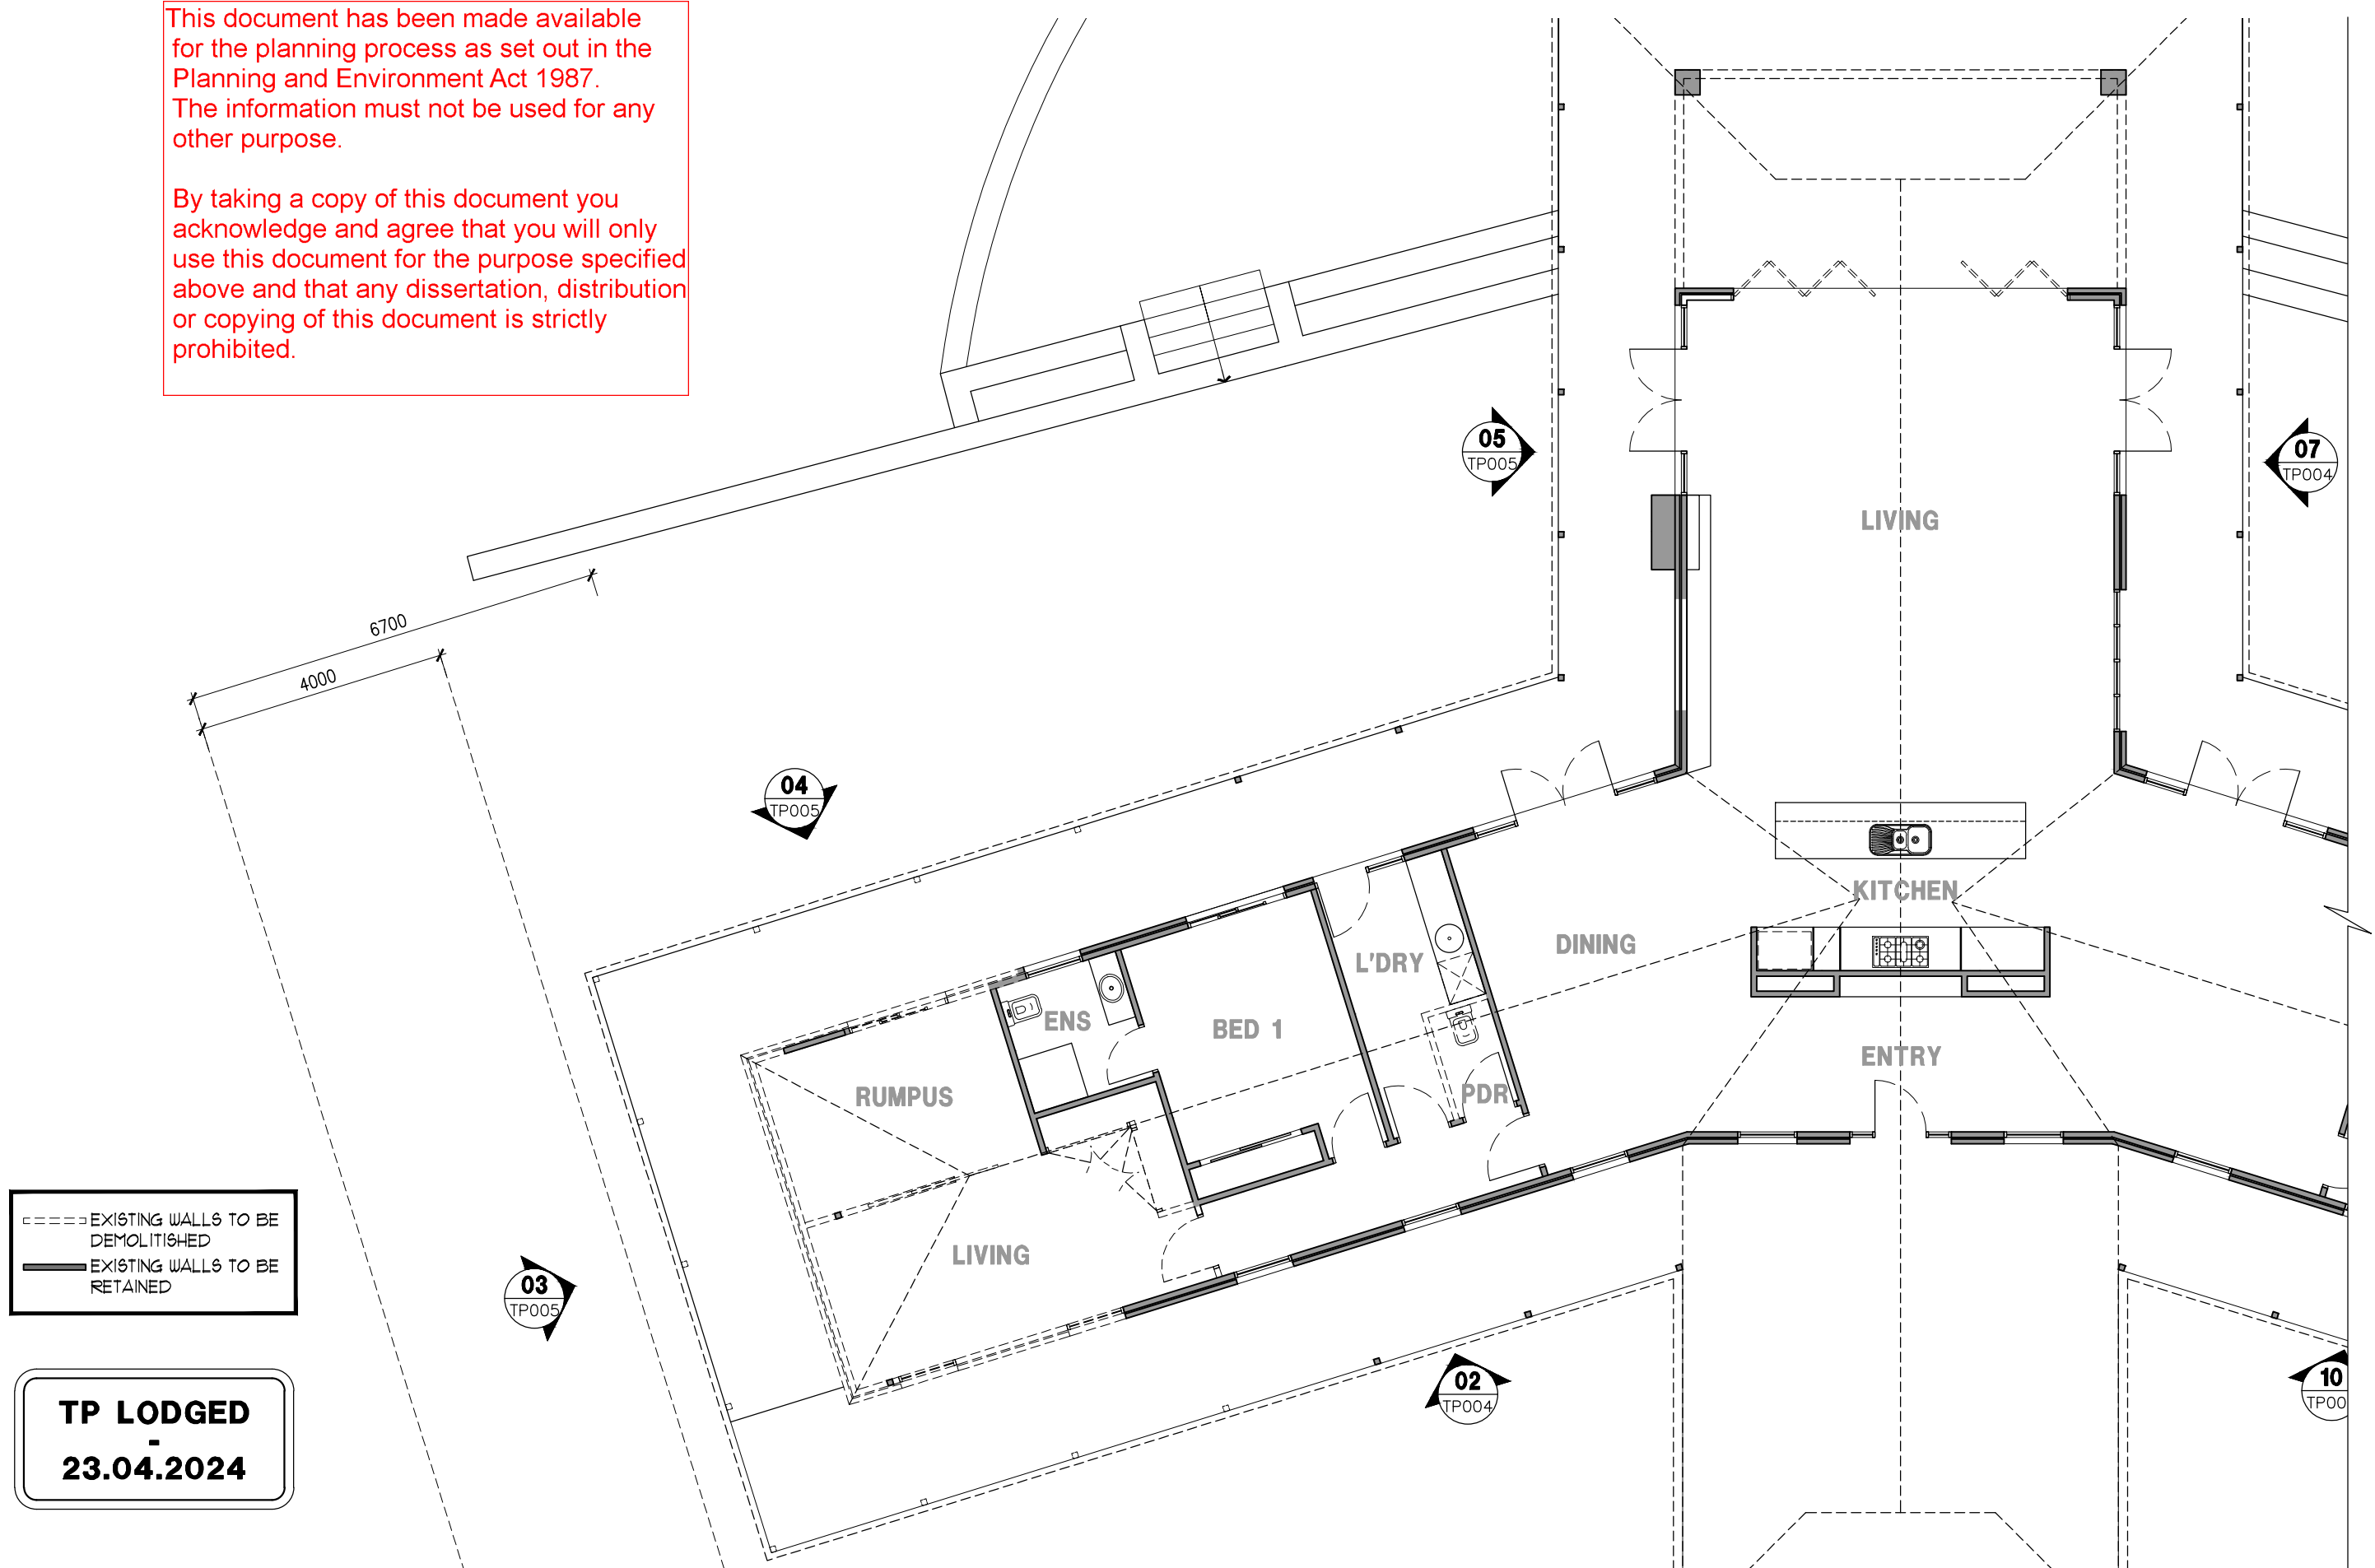 This document has been made available
for the planning process as set out in the
Planning and Environment Act 1987.
The information must not be used for any
other purpose.
By taking a copy of this document you
acknowledge and agree that you will only
use this document for the purpose specified
above and that any dissertation, distribution
or copying of this document is strictly
prohibited.
05
TP005
07
TP004
LIVING
6700
4000
04
TP005
KITCHEN
DINING
L'DRY
ENS
BED 1
ENTRY
RUMPUS
PDR
LIVING
EXISTING WALLS TO BE
DEMOLITISHED
EXISTING WALLS TO BE
RETAINED
03
TP005
02
TP004
10
TP00
TP LODGED
-
23.04.2024